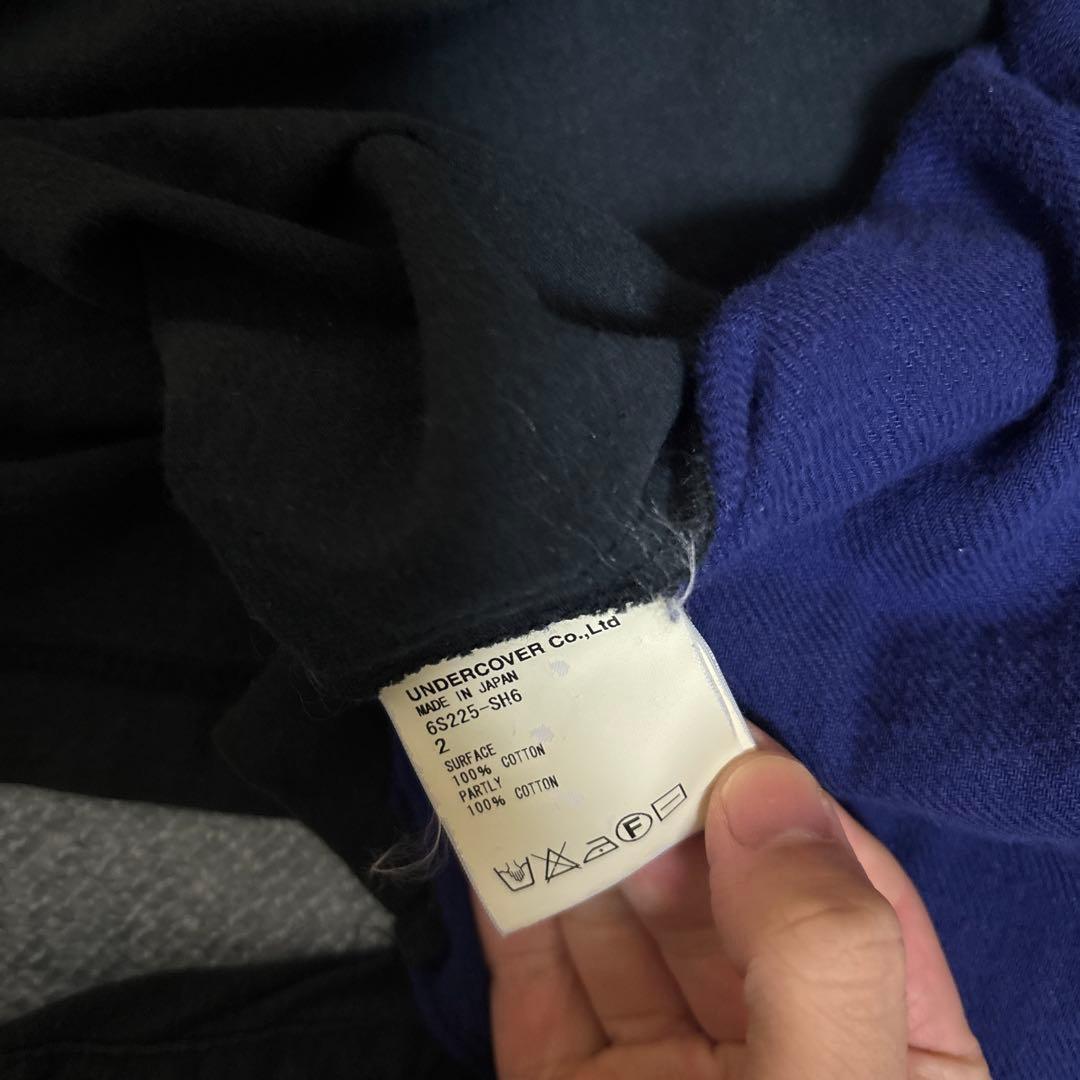 UNDERCOVER Co.,Ltd
MADE IN JAPAN
6S225-SH6
2
SURFACE
100% COTTON
PARTLY
100% COTTON
F